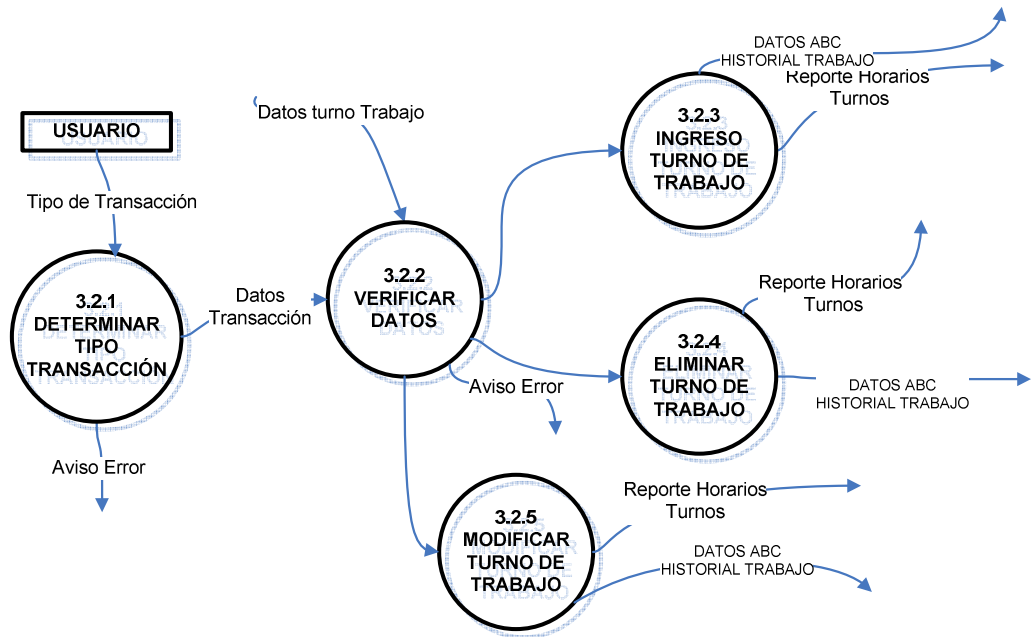 DATOS ABC
HISTORIAL TRABAJO
Reporte Horarios
Turnos
3.2.3
INGRESO
TURNO DE
TRABAJO
Datos turno Trabajo
USUARIO
Tipo de Transacción
3.2.1
DETERMINAR
TIPO
TRANSACCIÓN
Datos
Transacción
3.2.2
VERIFICAR
DATOS
Reporte Horarios
Turnos
3.2.4
ELIMINAR
TURNO DE
TRABAJO
DATOS ABC
HISTORIAL TRABAJO
Aviso Error
Aviso Error
3.2.5
MODIFICAR
TURNO DE
TRABAJO
Reporte Horarios
Turnos
DATOS ABC
HISTORIAL TRABAJO